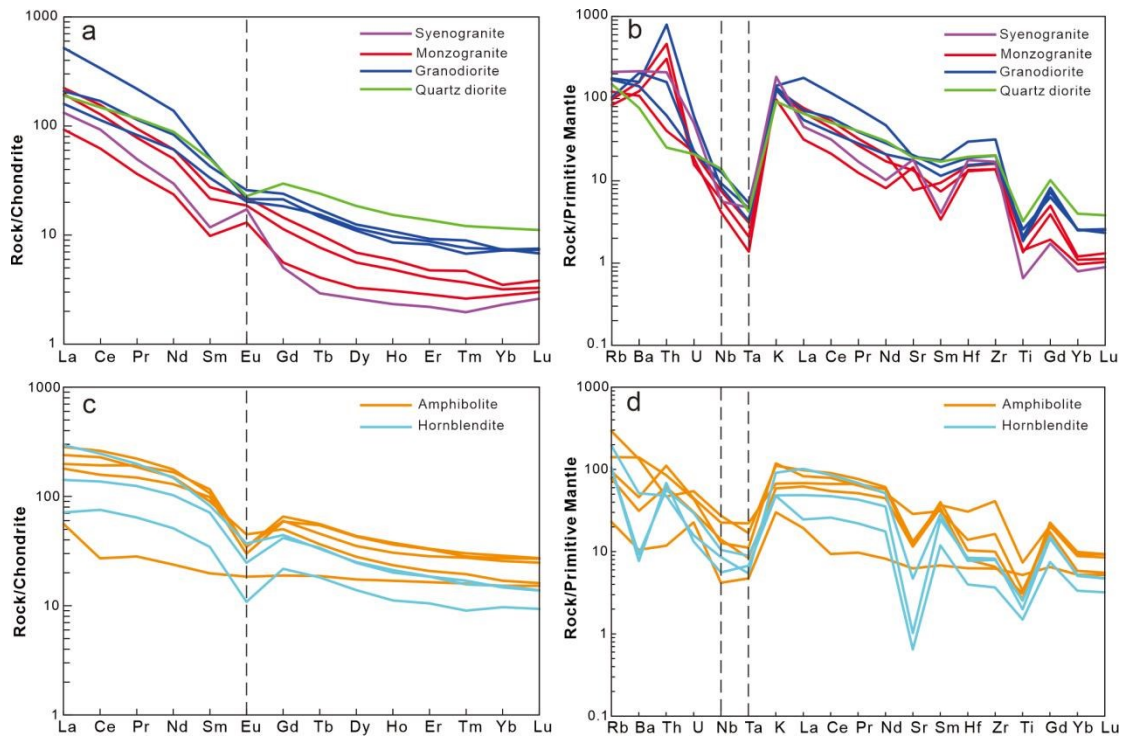 a
1000
100
10
1
Rock/Chondrite
Syenogranite
Monzogranite
Granodiorite
Quartz diorite
La Ce Pr Nd Sm Eu Gd Tb Dy Ho Er Tm Yb Lu
b
1000
100
10
1
0.1
Rock/Primitive Mantle
Syenogranite
Monzogranite
Granodiorite
Quartz diorite
Rb Ba Th U Nb Ta K La Ce Pr Nd Sr Sm Hf Zr Ti Gd Yb Lu
c
1000
100
10
1
Rock/Chondrite
Amphibolite
Hornblendite
La Ce Pr Nd Sm Eu Gd Tb Dy Ho Er Tm Yb Lu
d
1000
100
10
1
0.1
Rock/Primitive Mantle
Amphibolite
Hornblendite
Rb Ba Th U Nb Ta K La Ce Pr Nd Sr Sm Hf Zr Ti Gd Yb Lu